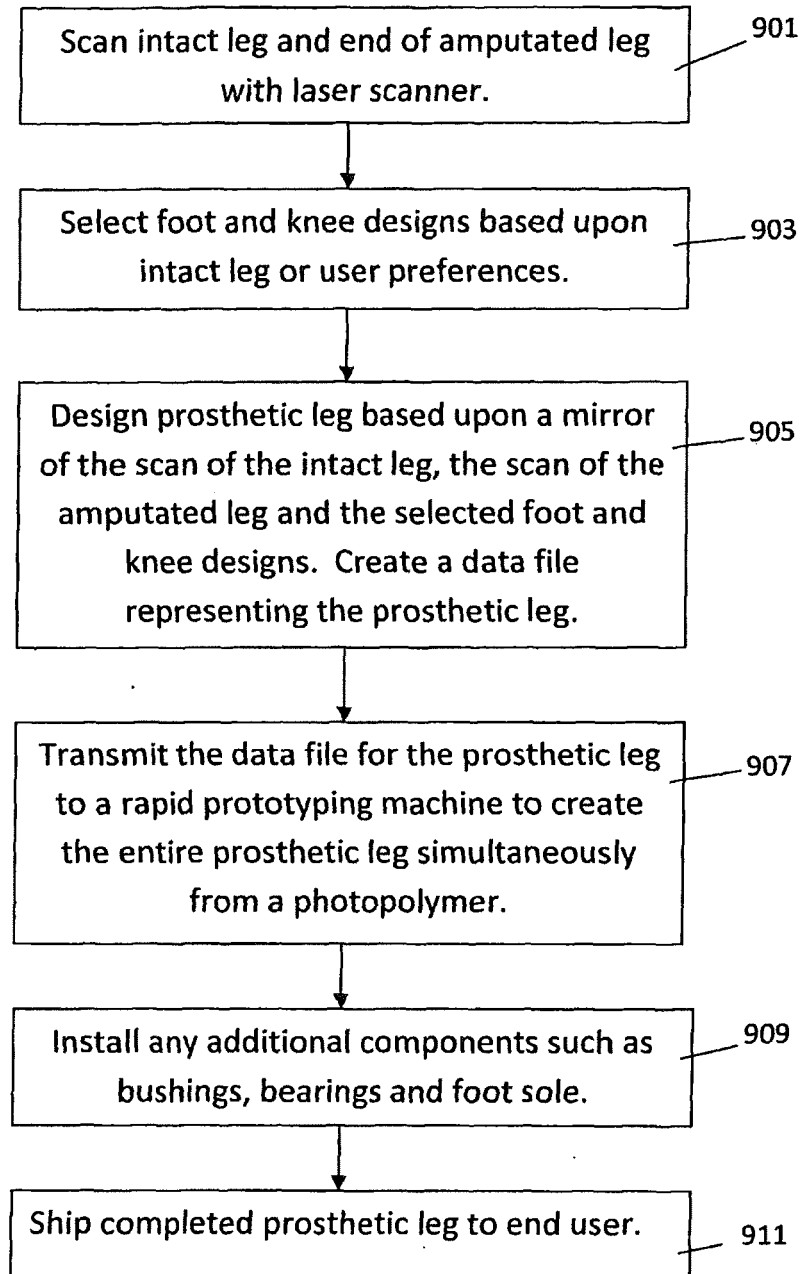 Scan intact leg and end of amputated leg
with laser scanner.
901
Select foot and knee designs based upon
intact leg or user preferences.
903
Design prosthetic leg based upon a mirror
of the scan of the intact leg, the scan of the
amputated leg and the selected foot and
knee designs. Create a data file
representing the prosthetic leg.
905
Transmit the data file for the prosthetic leg
to a rapid prototyping machine to create
the entire prosthetic leg simultaneously
from a photopolymer.
907
Install any additional components such as
bushings, bearings and foot sole.
909
Ship completed prosthetic leg to end user.
911